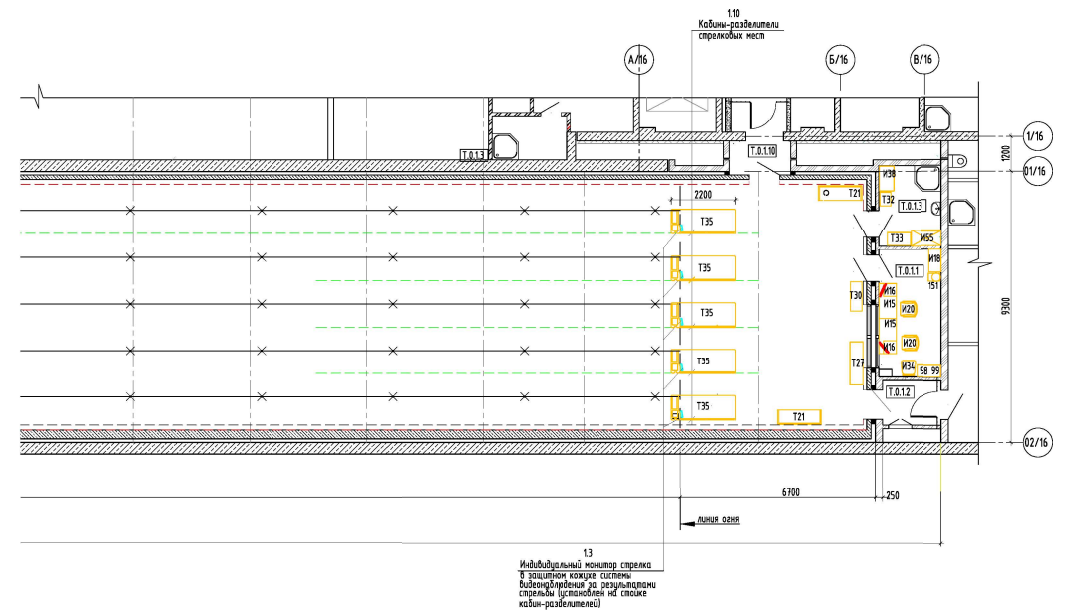 1.10
Кабины-разделители
стрелковых мест
А/16
Б/16
В/16
1/16
1200
01/16
Т.0.1.3
Т.0.1.10
И38
Т21
Т32
Т.0.1.3
2200
Т35
Т33
И55
И18
Т.0.1.1
151
Т35
Т30
И16
И15
И20
9300
Т35
И15
И16
И20
Т35
Т27
И34
98 99
Т.0.1.2
Т35
Т21
02/16
6700
250
линия огня
1.3
Индивидуальный монитор стрелка
в защитном кожухе системы
видеонаблюдения за результатами
стрельбы (установлен на стойке
кабин-разделителей)